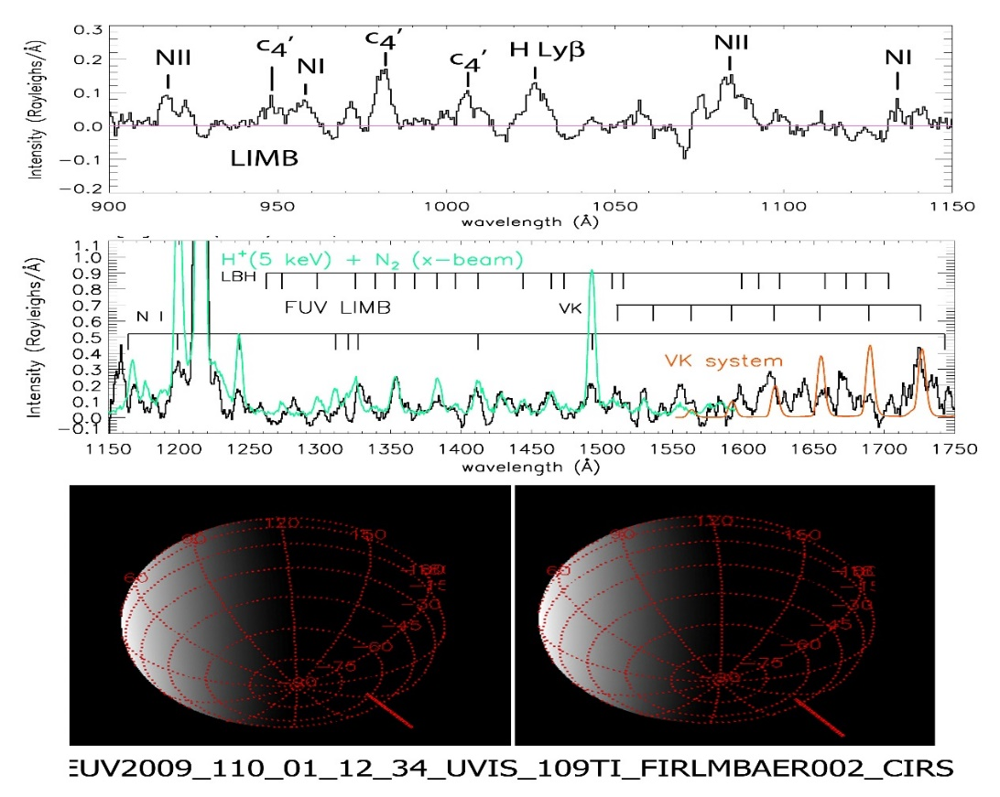 NII
c4′
NI
c4′
c4′
H Lyβ
NII
NI
LIMB
Intensity (Rayleighs/Å)
0.3
0.2
0.1
0.0
−0.1
−0.2
900 950 1000 1050 1100 1150
wavelength (Å)
H+(5 keV) + N2 (x−beam)
LBH
FUV LIMB
VK
N I
VK system
Intensity (Rayleighs/Å)
1.1
1.0
0.9
0.8
0.7
0.6
0.5
0.4
0.3
0.2
0.1
0.0
−0.1
1150 1200 1250 1300 1350 1400 1450 1500 1550 1600 1650 1700 1750
wavelength (Å)
60 90 120 150
−30
−45
−60
−75
60 90 120 150
−30
−45
−60
−75
EUV2009_110_01_12_34_UVIS_109TI_FIRLMBAER002_CIRS